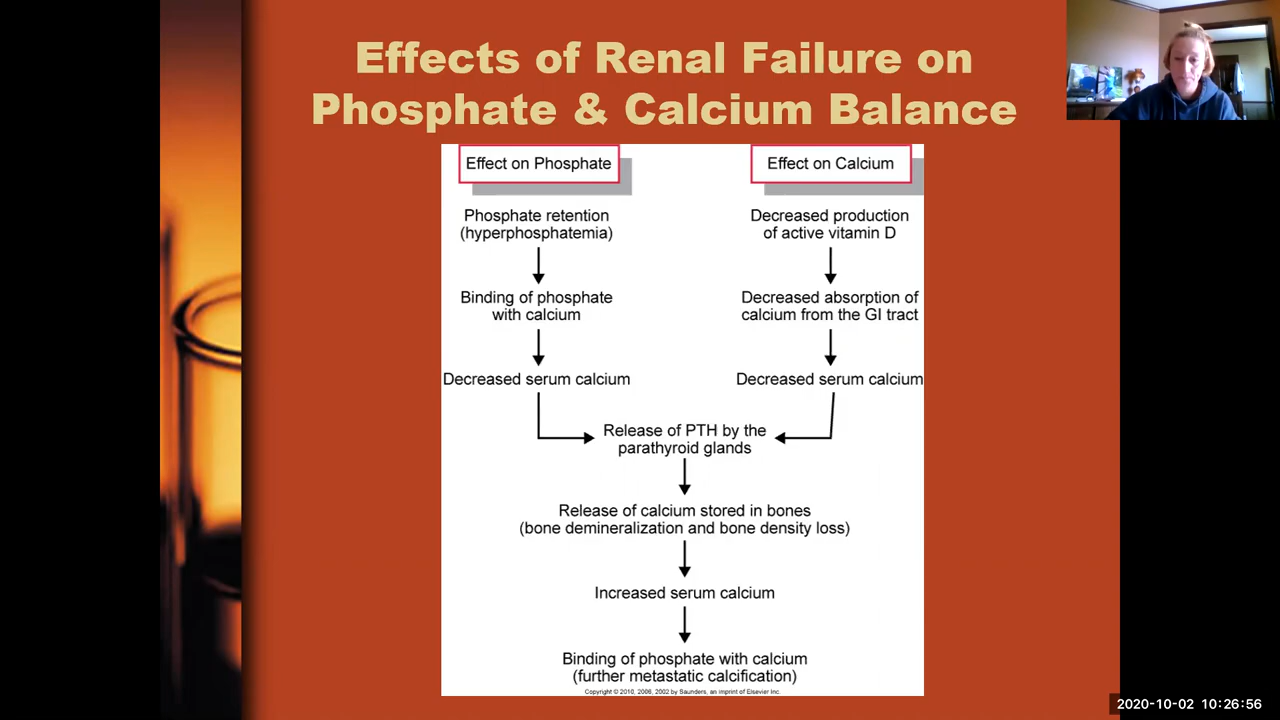 Effects of Renal Failure on
Phosphate & Calcium Balance
Effect on Phosphate
Phosphate retention
(hyperphosphatemia)
Binding of phosphate
with calcium
Decreased serum calcium
Effect on Calcium
Decreased production
of active vitamin D
Decreased absorption of
calcium from the GI tract
Decreased serum calcium
Release of PTH by the
parathyroid glands
Release of calcium stored in bones
(bone demineralization and bone density loss)
Increased serum calcium
Binding of phosphate with calcium
(further metastatic calcification)
Copyright © 2010, 2006, 2002 by Saunders, an imprint of Elsevier Inc.
2020-10-02 10:26:56